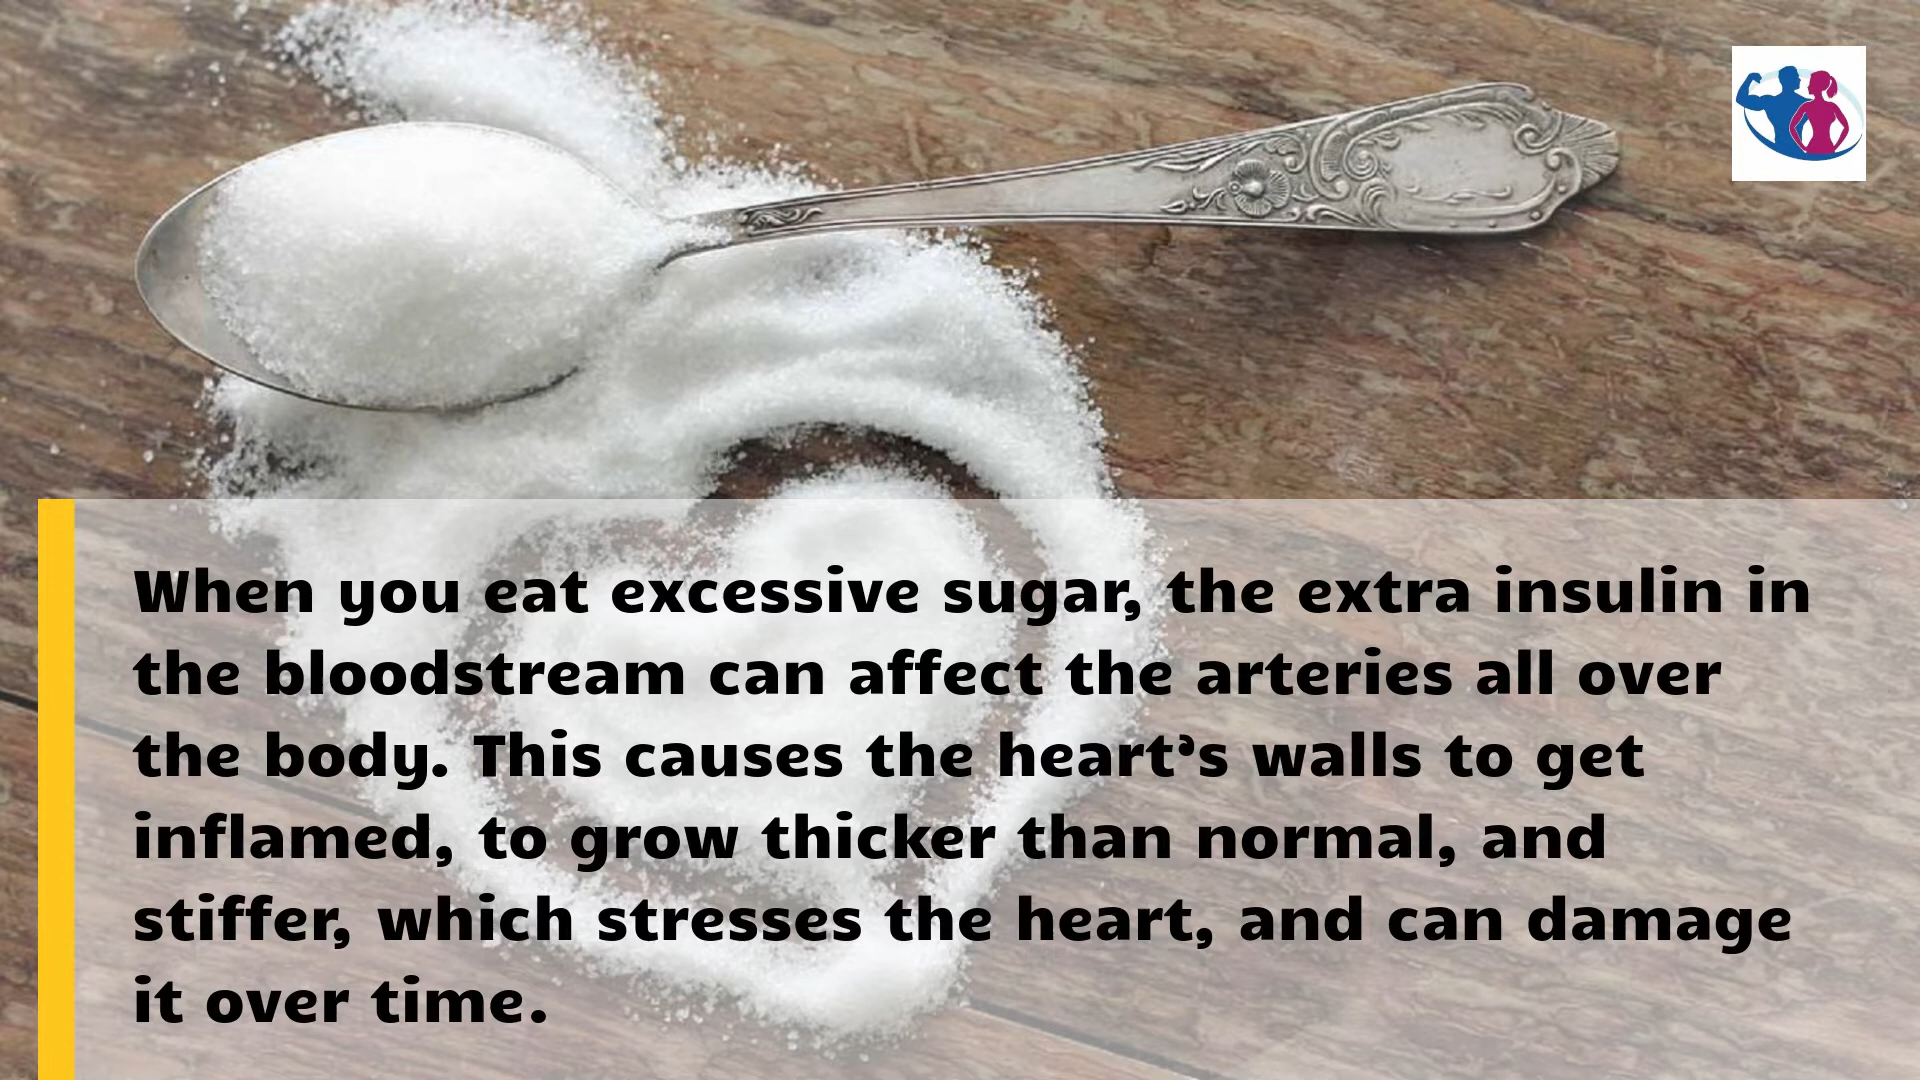 When you eat excessive sugar, the extra insulin in
the bloodstream can affect the arteries all over
the body. This causes the heart’s walls to get
inflamed, to grow thicker than normal, and
stiffer, which stresses the heart, and can damage
it over time.